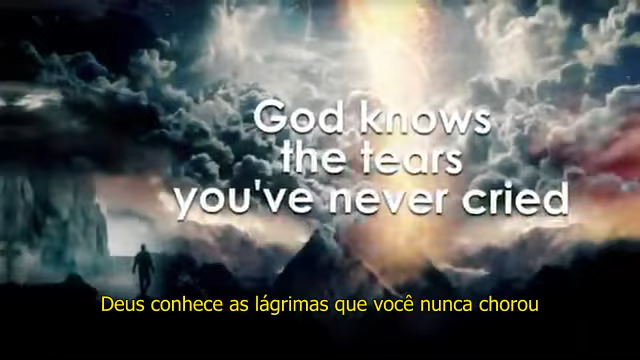 God knows
the tears
you've never cried
Deus conhece as lágrimas que você nunca chorou